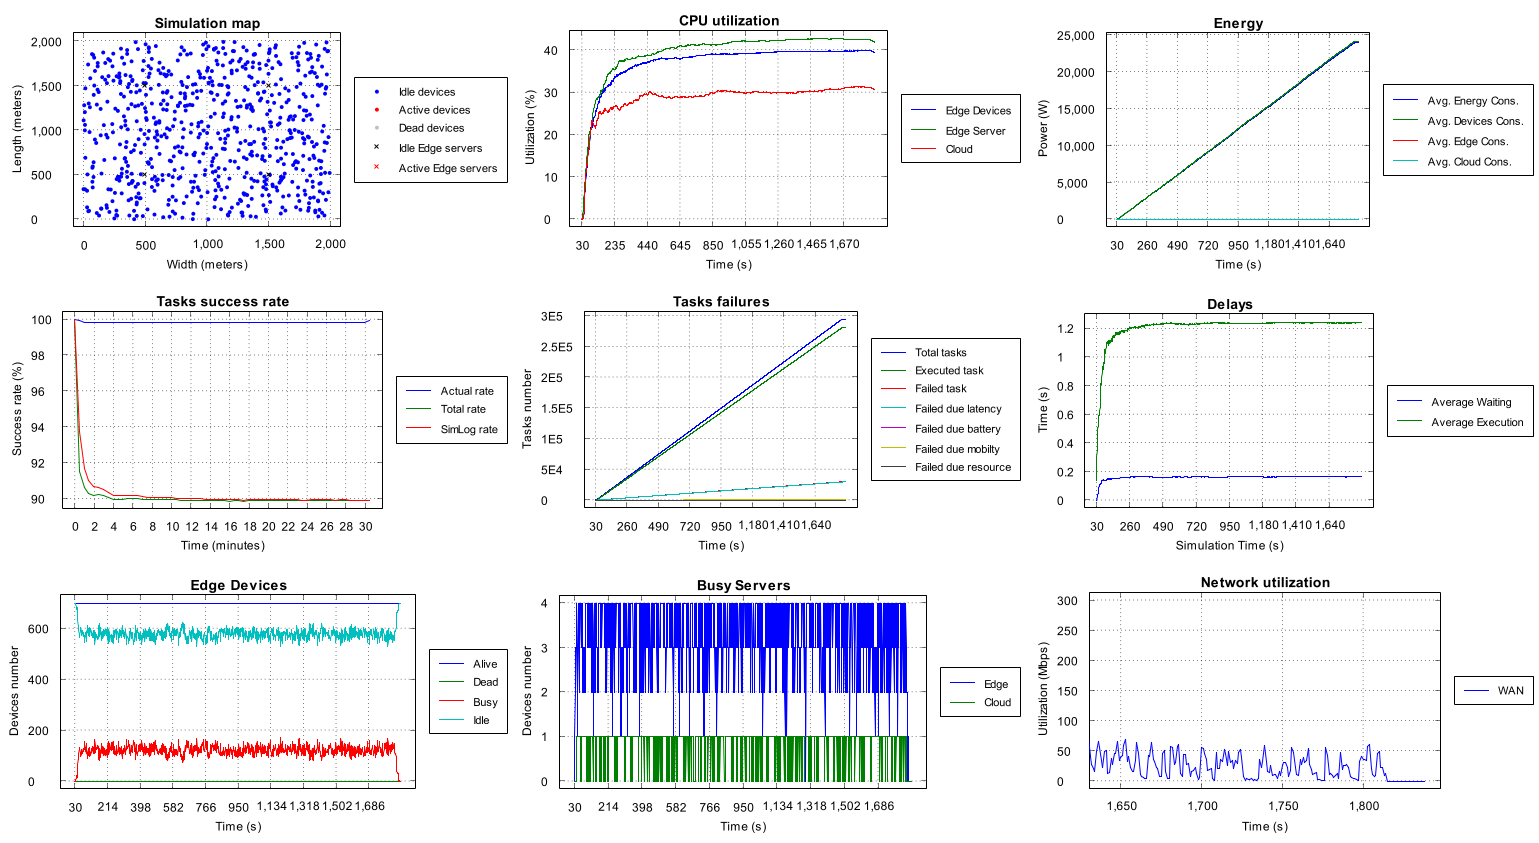 Simulation map
2,000
1,500
1,000
500
0
Length (meters)
0 500 1,000 1,500 2,000
Width (meters)
Idle devices
Active devices
Dead devices
Idle Edge servers
Active Edge servers
CPU utilization
40
30
20
10
0
Utilization (%)
30 235 440 645 850 1,055 1,260 1,465 1,670
Time (s)
Edge Devices
Edge Server
Cloud
Energy
25,000
20,000
15,000
10,000
5,000
0
Power (W)
30 260 490 720 950 1,180 1,410 1,640
Time (s)
Avg. Energy Cons.
Avg. Devices Cons.
Avg. Edge Cons.
Avg. Cloud Cons.
Tasks success rate
100
98
96
94
92
90
Success rate (%)
0 2 4 6 8 10 12 14 16 18 20 22 24 26 28 30
Time (minutes)
Actual rate
Total rate
SimLog rate
Tasks failures
3E5
2.5E5
2E5
1.5E5
1E5
5E4
0
Tasks number
30 260 490 720 950 1,180 1,410 1,640
Time (s)
Total tasks
Executed task
Failed task
Failed due latency
Failed due battery
Failed due mobilty
Failed due resource
Delays
1.2
1
0.8
0.6
0.4
0.2
0
Time (s)
30 260 490 720 950 1,180 1,410 1,640
Simulation Time (s)
Average Waiting
Average Execution
Edge Devices
600
400
200
0
Devices number
30 214 398 582 766 950 1,134 1,318 1,502 1,686
Time (s)
Alive
Dead
Busy
Idle
Busy Servers
4
3
2
1
0
Devices number
30 214 398 582 766 950 1,134 1,318 1,502 1,686
Time (s)
Edge
Cloud
Network utilization
300
250
200
150
100
50
0
Utilization (Mbps)
1,650 1,700 1,750 1,800
Time (s)
WAN